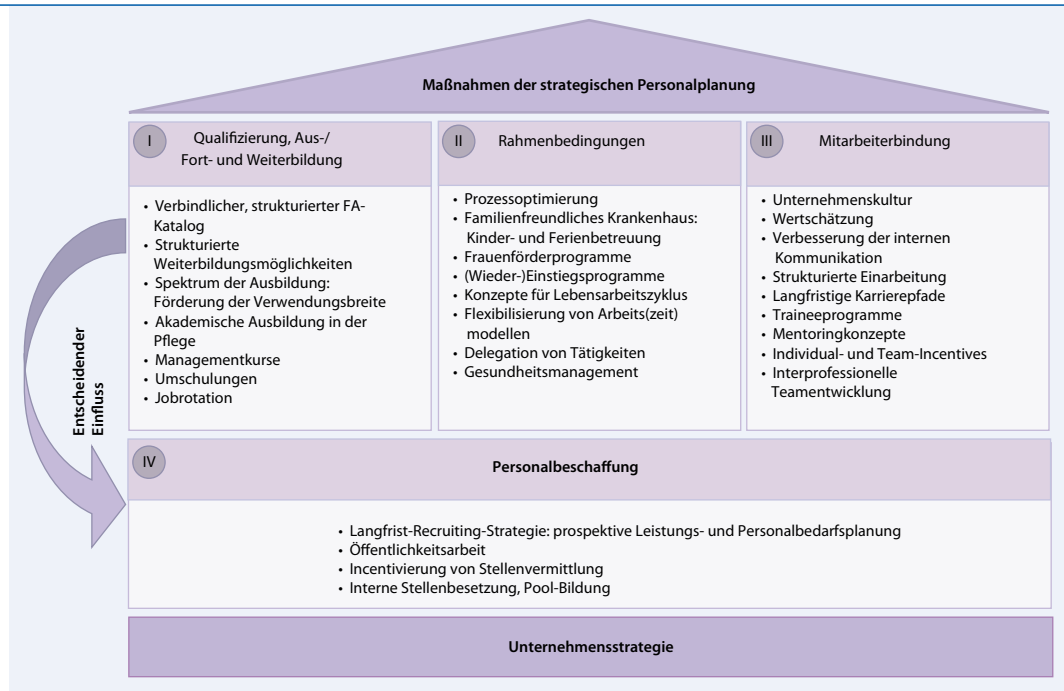 Maßnahmen der strategischen Personalplanung
I
Qualifizierung, Aus-/
Fort- und Weiterbildung
• Verbindlicher, strukturierter FA-
Katalog
• Strukturierte
Weiterbildungsmöglichkeiten
• Spektrum der Ausbildung:
Förderung der Verwendungsbreite
• Akademische Ausbildung in der
Pflege
• Managementkurse
• Umschulungen
• Jobrotation
II
Rahmenbedingungen
• Prozessoptimierung
• Familienfreundliches Krankenhaus:
Kinder- und Ferienbetreuung
• Frauenförderprogramme
• (Wieder-)Einstiegsprogramme
• Konzepte für Lebensarbeitszyklus
• Flexibilisierung von Arbeits(zeit)
modellen
• Delegation von Tätigkeiten
• Gesundheitsmanagement
III
Mitarbeiterbindung
• Unternehmenskultur
• Wertschätzung
• Verbesserung der internen
Kommunikation
• Strukturierte Einarbeitung
• Langfristige Karrierepfade
• Traineeprogramme
• Mentoringkonzepte
• Individual- und Team-Incentives
• Interprofessionelle
Teamentwicklung
Entscheidender
Einfluss
IV
Personalbeschaffung
• Langfrist-Recruiting-Strategie: prospektive Leistungs- und Personalbedarfsplanung
• Öffentlichkeitsarbeit
• Incentivierung von Stellenvermittlung
• Interne Stellenbesetzung, Pool-Bildung
Unternehmensstrategie